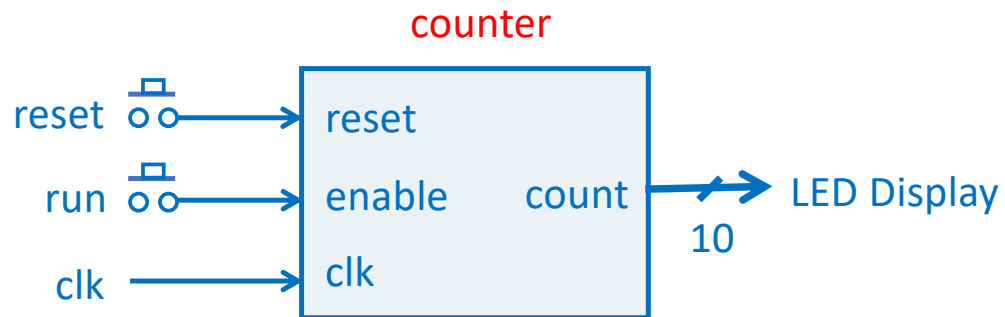 counter
reset
reset
run
enable
count
LED Display
10
clk
clk